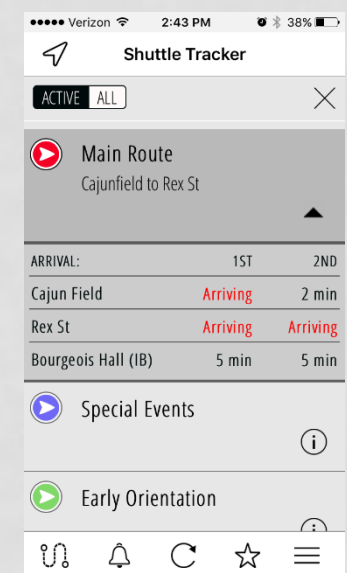 Verizon 2:43 PM 38%
Shuttle Tracker
ACTIVE ALL
Main Route
Cajunfield to Rex St
ARRIVAL: 1ST 2ND
Cajun Field Arriving 2 min
Rex St Arriving Arriving
Bourgeois Hall (IB) 5 min 5 min
Special Events
i
Early Orientation